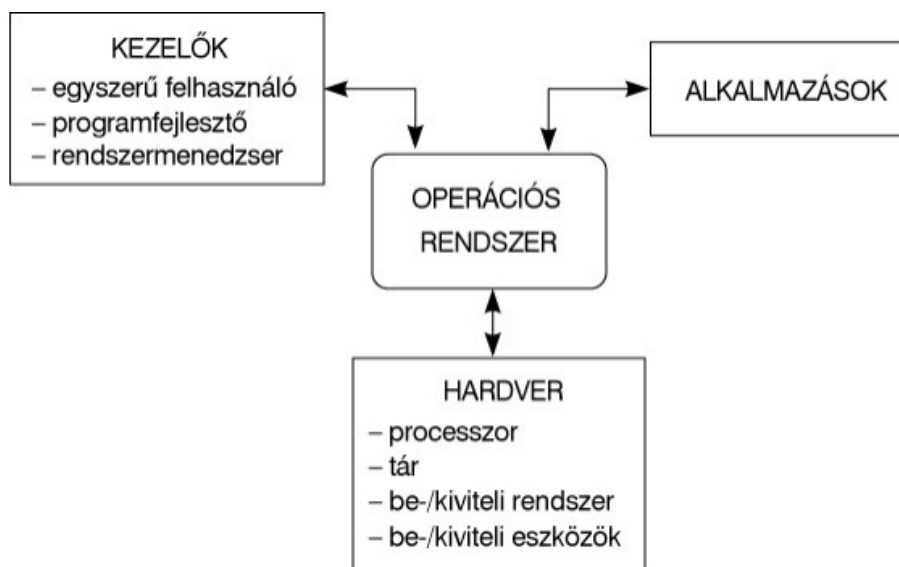 KEZELŐK
– egyszerű felhasználó
– programfejlesztő
– rendszermenedzser
ALKALMAZÁSOK
OPERÁCIÓS
RENDSZER
HARDVER
– processzor
– tár
– be-/kiviteli rendszer
– be-/kiviteli eszközök